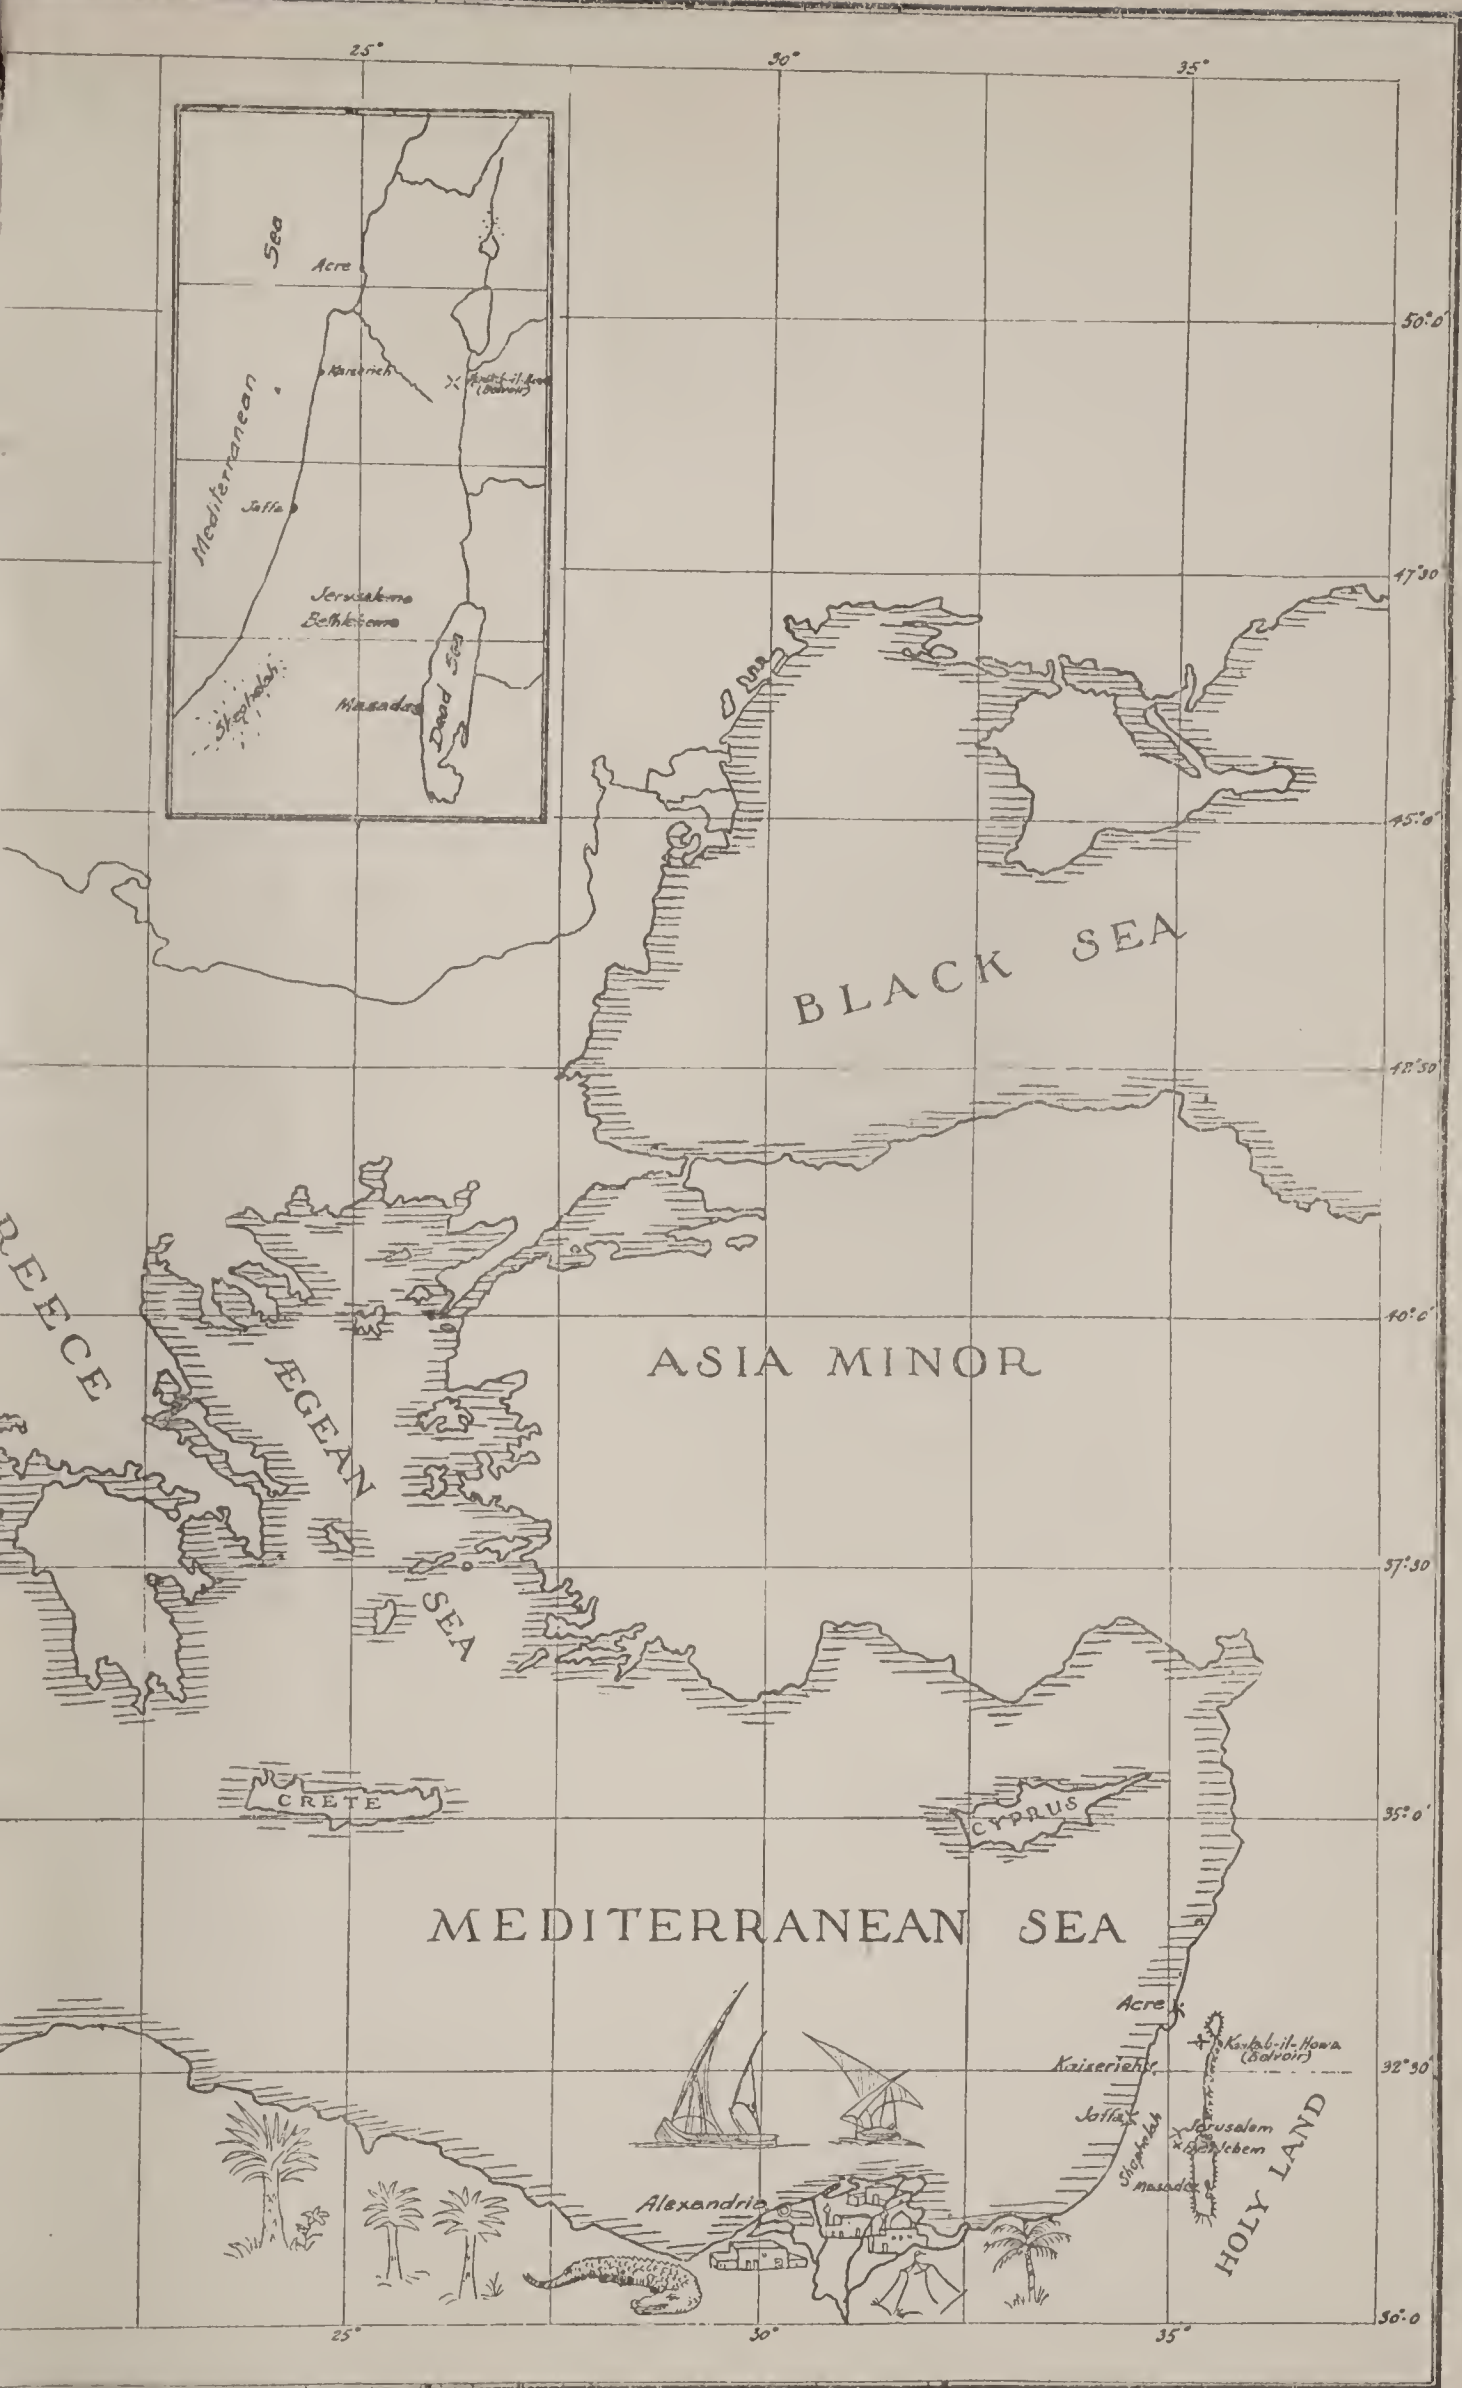 25°
30°
35°
Sea
Acre
Mediterranean
Kaiserieh
(Belvoir)
Jaffa
Jerusalem
Bethlehem
Shephelah
Masada
Dead Sea
50°0'
47°30
45°0'
BLACK SEA
42°30'
REECE
ÆGEAN
SEA
40°0'
ASIA MINOR
37°30
CRETE
CYPRUS
35°0'
MEDITERRANEAN SEA
Acre
Kaukab-il-Howa
(Belvoir)
Kaiserieh
32°30
Jaffa
Shephelah
Jerusalem
Bethlehem
Masada
HOLY LAND
Alexandria
30°0
25°
30°
35°